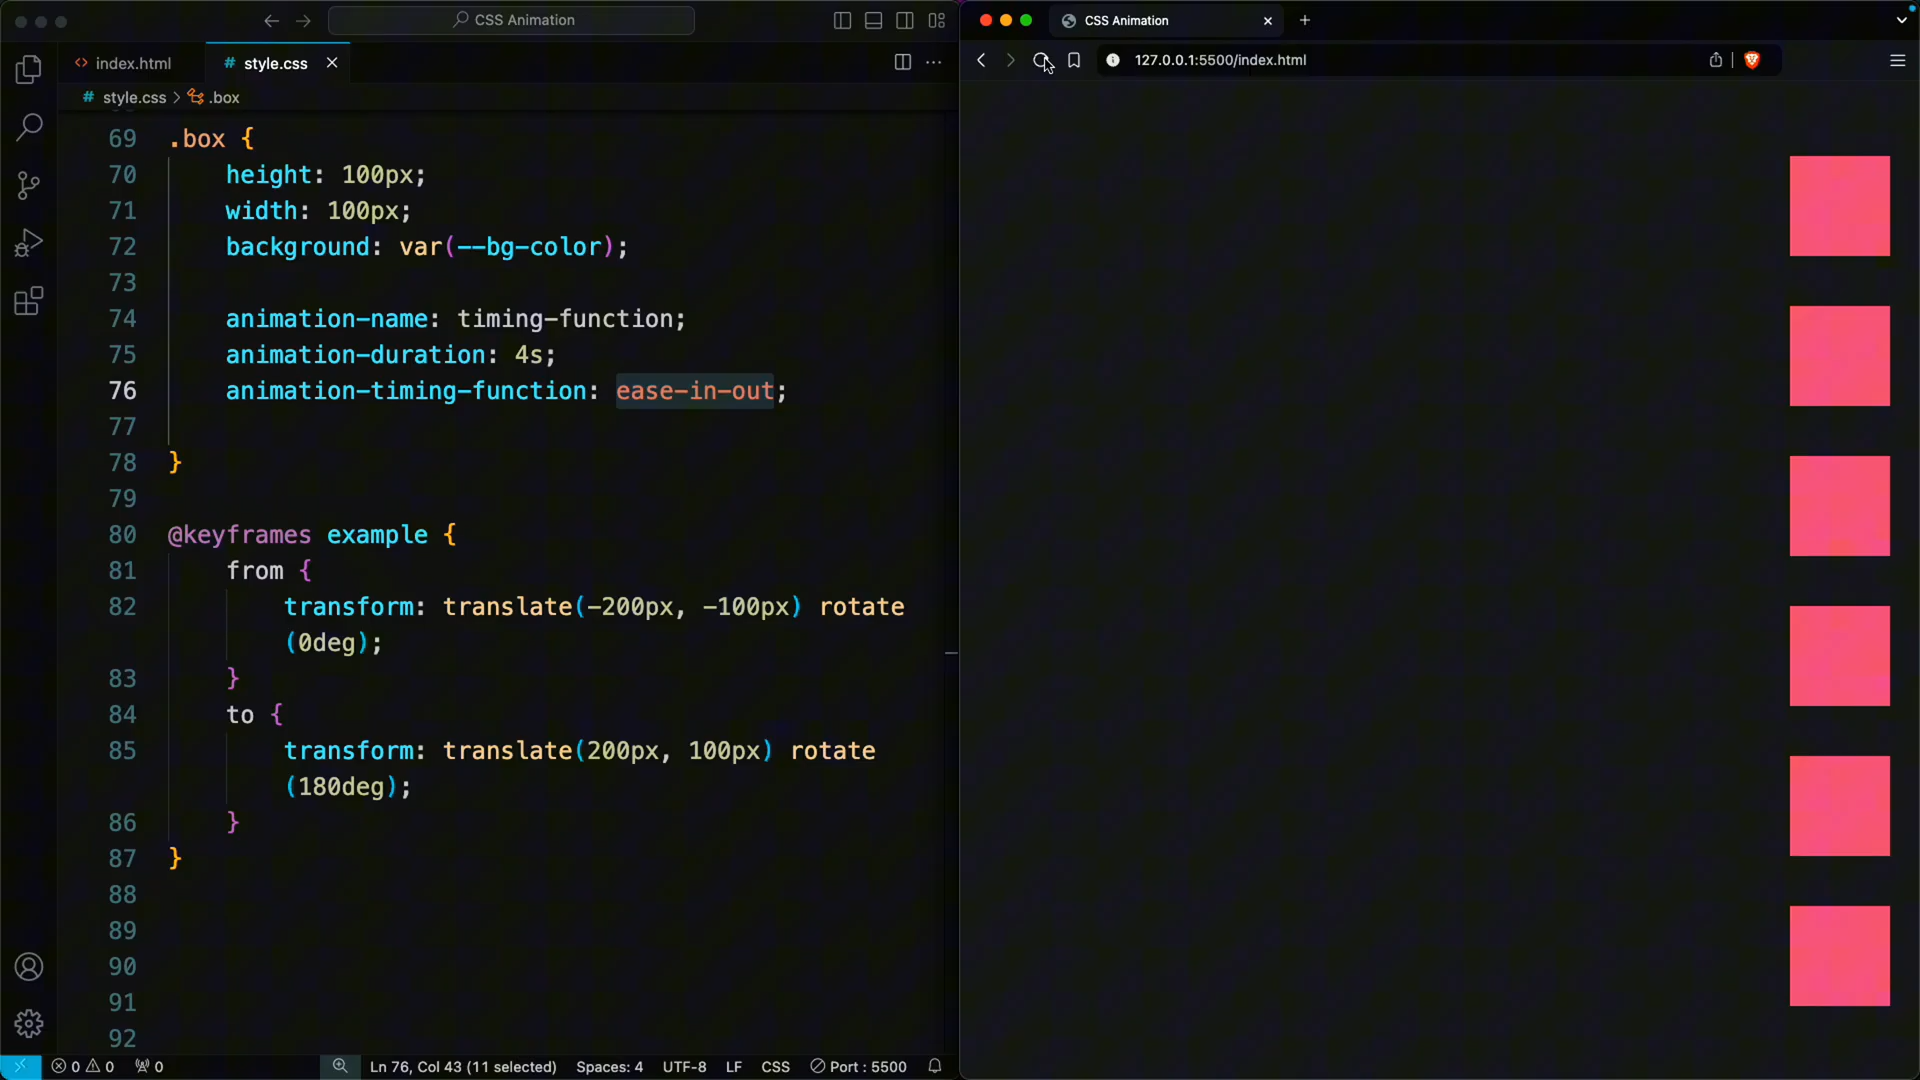 CSS Animation
index.html
# style.css
# style.css > .box
69 .box {
70 height: 100px;
71 width: 100px;
72 background: var(--bg-color);
73
74 animation-name: timing-function;
75 animation-duration: 4s;
76 animation-timing-function: ease-in-out;
77
78 }
79
80 @keyframes example {
81 from {
82 transform: translate(-200px, -100px) rotate
(0deg);
83 }
84 to {
85 transform: translate(200px, 100px) rotate
(180deg);
86 }
87 }
88
89
90
91
92
0 0 0 Ln 76, Col 43 (11 selected) Spaces: 4 UTF-8 LF CSS Port : 5500
CSS Animation
127.0.0.1:5500/index.html